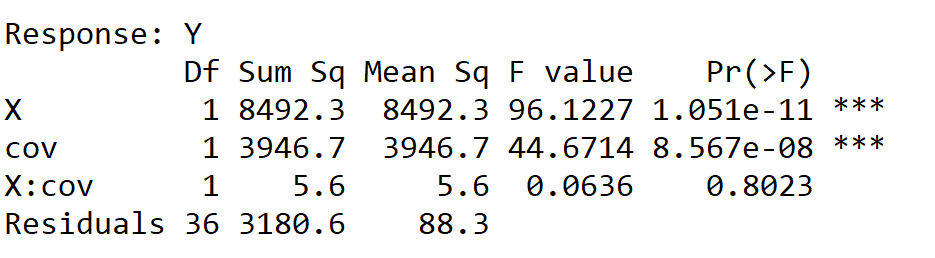 Response: Y
Df Sum Sq Mean Sq F value Pr(>F)
X 1 8492.3 8492.3 96.1227 1.051e-11 ***
cov 1 3946.7 3946.7 44.6714 8.567e-08 ***
X:cov 1 5.6 5.6 0.0636 0.8023
Residuals 36 3180.6 88.3